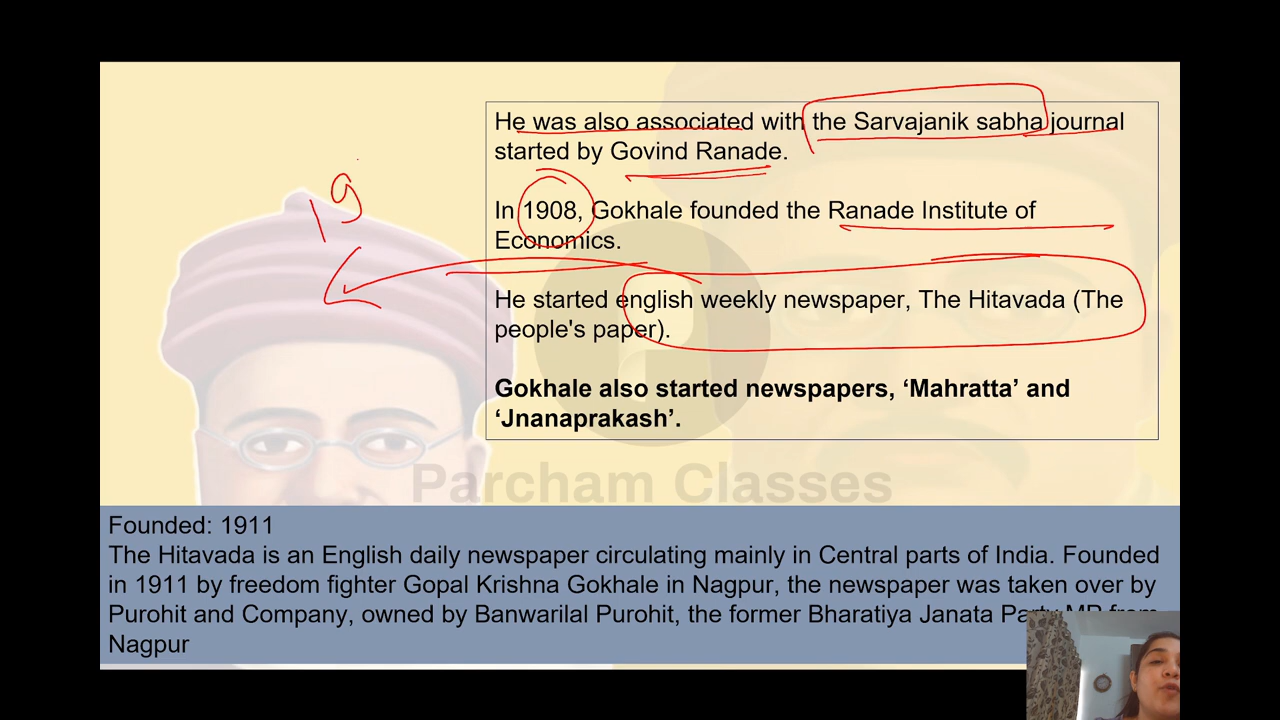 He was also associated with the Sarvajanik sabha journal
started by Govind Ranade.
In 1908, Gokhale founded the Ranade Institute of
Economics.
He started english weekly newspaper, The Hitavada (The
people's paper).
Gokhale also started newspapers, ‘Mahratta’ and
‘Jnanaprakash’.
19
Parcham Classes
Founded: 1911
The Hitavada is an English daily newspaper circulating mainly in Central parts of India. Founded
in 1911 by freedom fighter Gopal Krishna Gokhale in Nagpur, the newspaper was taken over by
Purohit and Company, owned by Banwarilal Purohit, the former Bharatiya Janata Party MP from
Nagpur